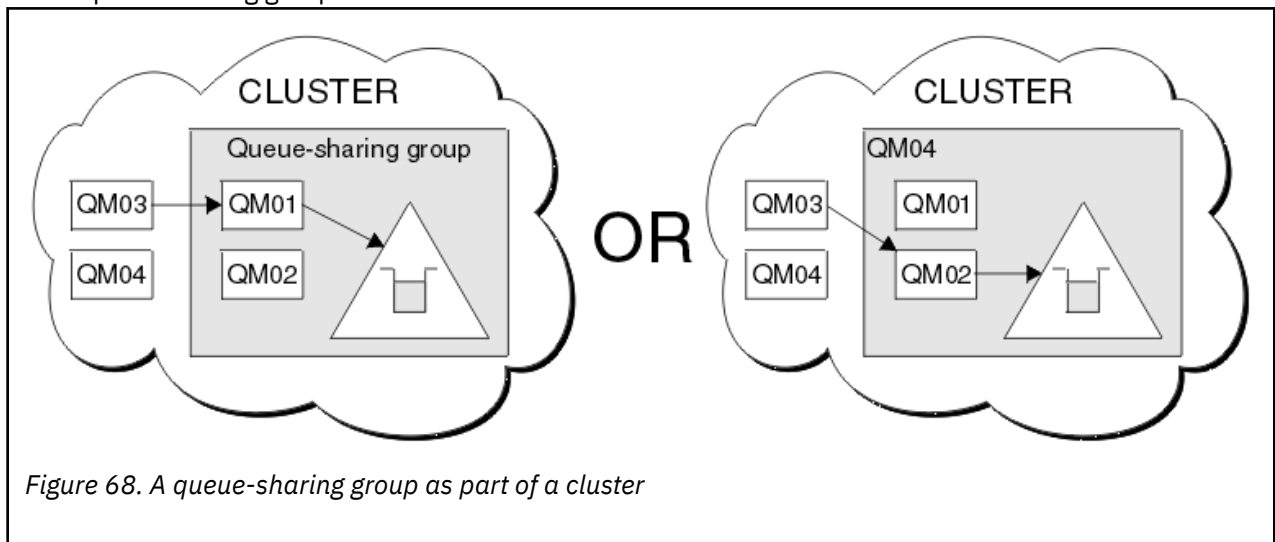 CLUSTER
Queue-sharing group
QM03
QM01
QM04
QM02
OR
CLUSTER
QM04
QM03
QM01
QM04
QM02
Figure 68. A queue-sharing group as part of a cluster